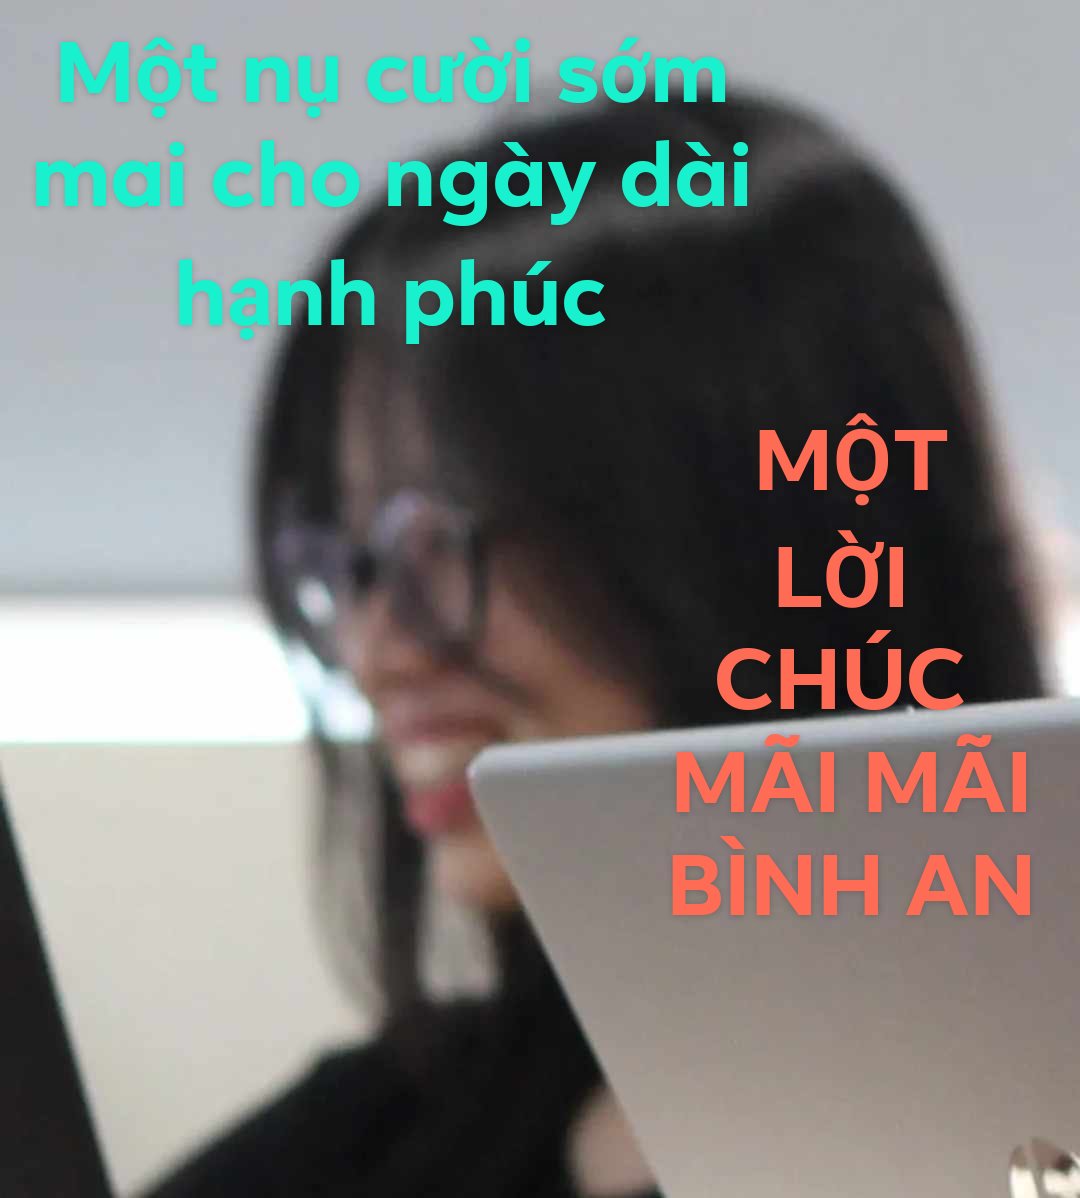 Một nụ cười sớm
mai cho ngày dài
hạnh phúc
MỘT
LỜI
CHÚC
MÃI MÃI
BÌNH AN